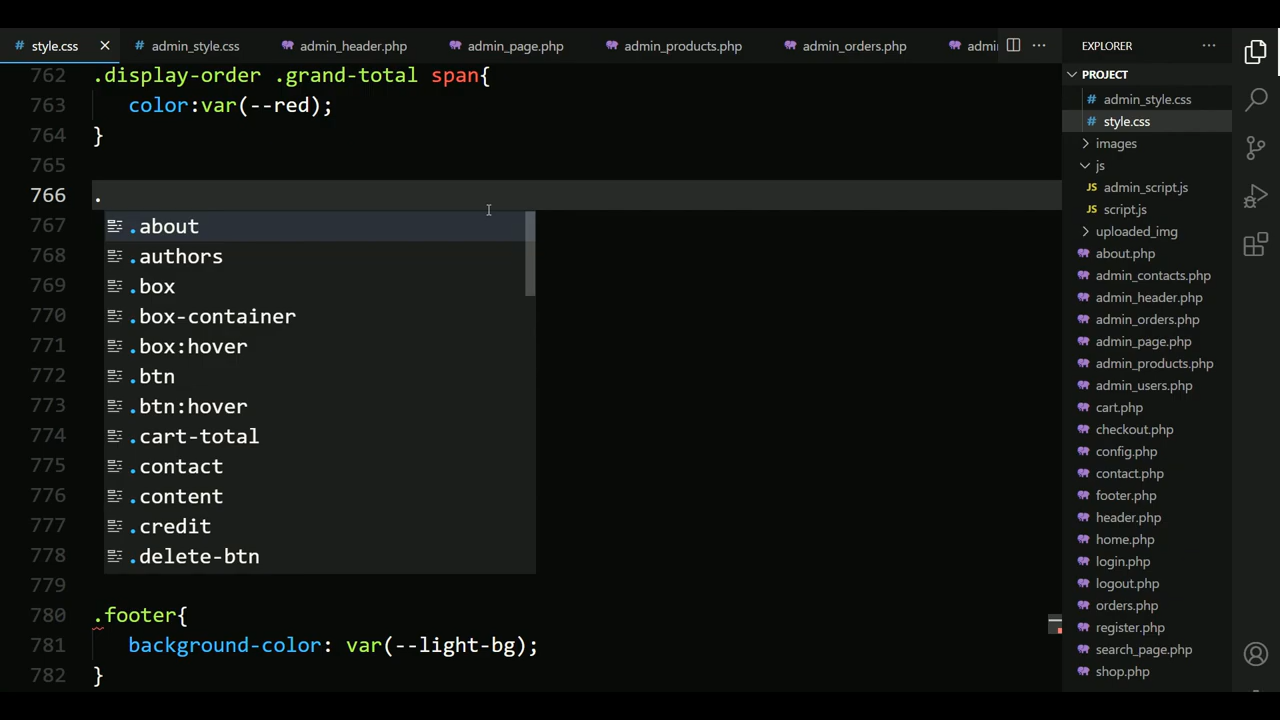 style.css
admin_style.css
admin_header.php
admin_page.php
admin_products.php
admin_orders.php
admi
EXPLORER
762 .display-order .grand-total span{
763 color:var(--red);
764 }
765
766 .
767
768
769
770
771
772
773
774
775
776
777
778
779
780 .footer{
781 background-color: var(--light-bg);
782 }
.about
.authors
.box
.box-container
.box:hover
.btn
.btn:hover
.cart-total
.contact
.content
.credit
.delete-btn
PROJECT
admin_style.css
style.css
images
js
JS admin_script.js
JS script.js
uploaded_img
about.php
admin_contacts.php
admin_header.php
admin_orders.php
admin_page.php
admin_products.php
admin_users.php
cart.php
checkout.php
config.php
contact.php
footer.php
header.php
home.php
login.php
logout.php
orders.php
register.php
search_page.php
shop.php